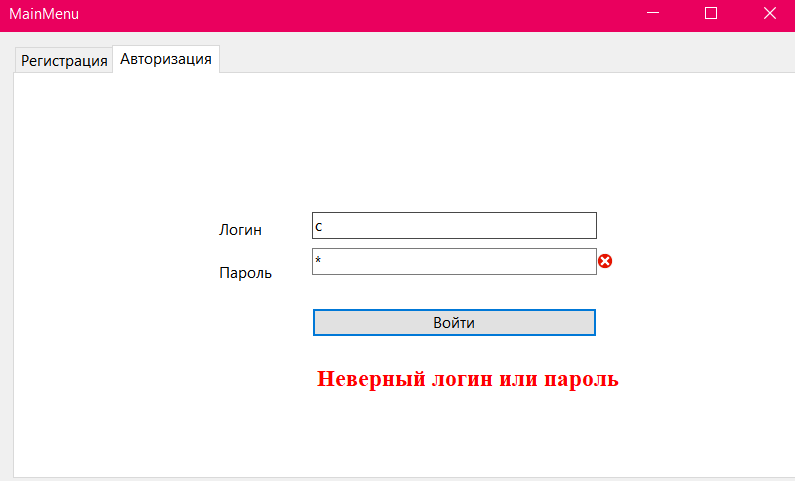 MainMenu
Регистрация Авторизация
Логин с
Пароль *
Войти
Неверный логин или пароль